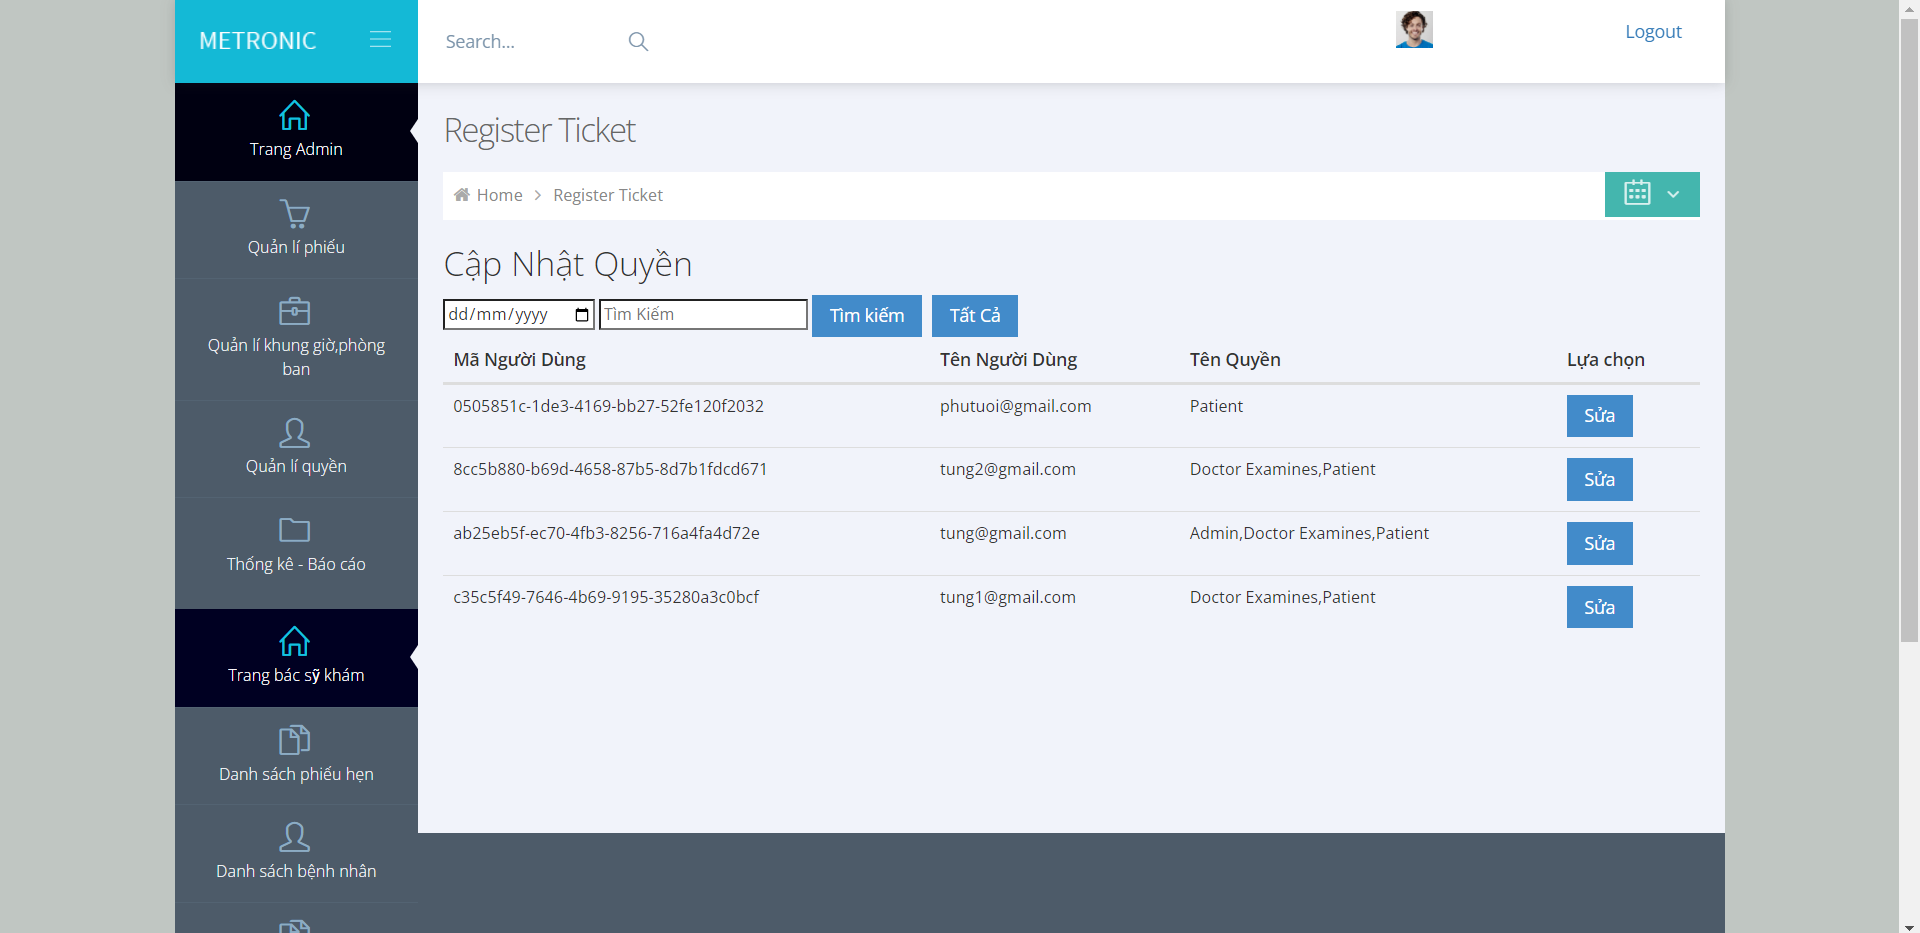 METRONIC
Search...
Logout
Trang Admin
Quản lí phiếu
Quản lí khung giờ,phòng
ban
Quản lí quyền
Thống kê - Báo cáo
Trang bác sỹ khám
Danh sách phiếu hẹn
Danh sách bệnh nhân
Register Ticket
Home > Register Ticket
Cập Nhật Quyền
dd/mm/yyyy Tìm Kiếm Tìm kiếm Tất Cả
Mã Người Dùng Tên Người Dùng Tên Quyền Lựa chọn
0505851c-1de3-4169-bb27-52fe120f2032 phutuoi@gmail.com Patient Sửa
8cc5b880-b69d-4658-87b5-8d7b1fdcd671 tung2@gmail.com Doctor Examines,Patient Sửa
ab25eb5f-ec70-4fb3-8256-716a4fa4d72e tung@gmail.com Admin,Doctor Examines,Patient Sửa
c35c5f49-7646-4b69-9195-35280a3c0bcf tung1@gmail.com Doctor Examines,Patient Sửa